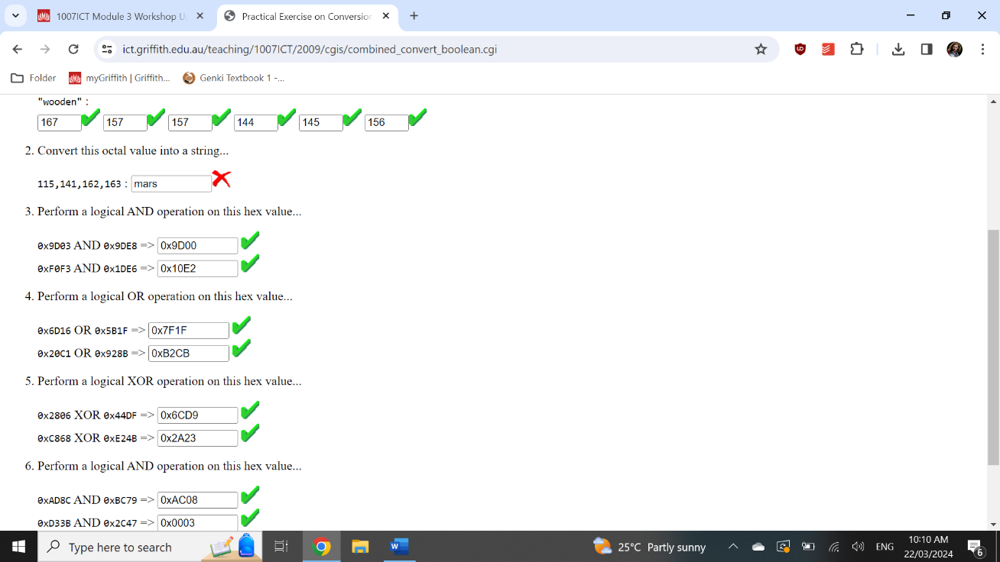 1007ICT Module 3 Workshop U
Practical Exercise on Conversion
ict.griffith.edu.au/teaching/1007ICT/2009/cgis/combined_convert_boolean.cgi
Folder myGriffith | Griffith... Genki Textbook 1 -...
"wooden" :
167 157 157 144 145 156
2. Convert this octal value into a string...
115,141,162,163 : mars
3. Perform a logical AND operation on this hex value...
0x9D03 AND 0x9DE8 => 0x9D00
0xF0F3 AND 0x1DE6 => 0x10E2
4. Perform a logical OR operation on this hex value...
0x6D16 OR 0x5B1F => 0x7F1F
0x20C1 OR 0x928B => 0xB2CB
5. Perform a logical XOR operation on this hex value...
0x2806 XOR 0x44DF => 0x6CD9
0xC868 XOR 0xE24B => 0x2A23
6. Perform a logical AND operation on this hex value...
0xAD8C AND 0xBC79 => 0xAC08
0xD33B AND 0x2C47 => 0x0003
Type here to search
25°C Partly sunny
ENG
10:10 AM
22/03/2024
6